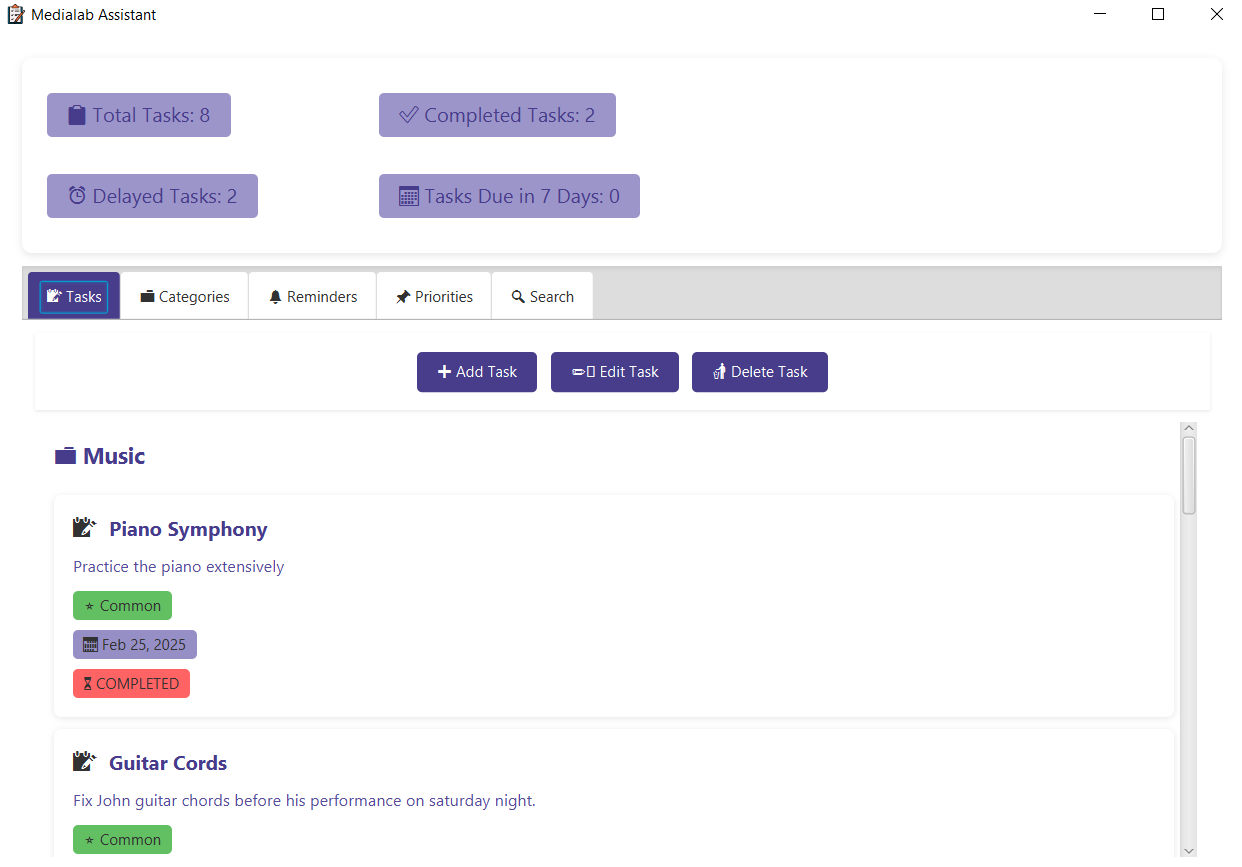 Medialab Assistant
Total Tasks: 8
Completed Tasks: 2
Delayed Tasks: 2
Tasks Due in 7 Days: 0
Tasks
Categories
Reminders
Priorities
Search
Add Task
Edit Task
Delete Task
Music
Piano Symphony
Practice the piano extensively
Common
Feb 25, 2025
COMPLETED
Guitar Cords
Fix John guitar chords before his performance on saturday night.
Common